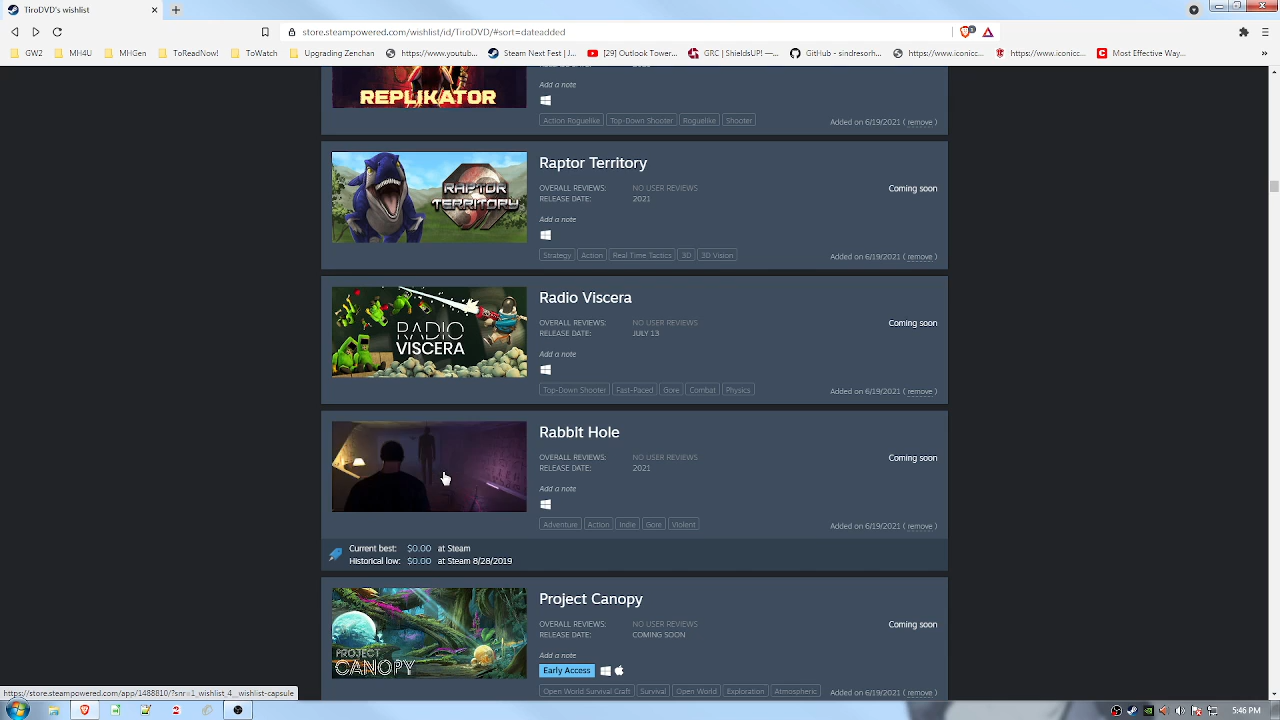 TiroDVD's wishlist
store.steampowered.com/wishlist/id/TiroDVD/#sort=dateadded
GW2 MH4U MHGen ToReadNow! ToWatch Upgrading Zenchan https://www.youtub... Steam Next Test | J... [29] Outlook Tower... GRC | ShieldsUP! —... GitHub - sindresorh... https://www.iconicc... https://www.iconicc... Most Effective Way...
REPLIKATOR
Add a note
Action Roguelike Top-Down Shooter Roguelike Shooter
Added on 6/19/2021 ( remove )
RAPTOR TERRITORY
Raptor Territory
OVERALL REVIEWS: NO USER REVIEWS
Coming soon
RELEASE DATE: 2021
Add a note
Strategy Action Real Time Tactics 3D 3D Vision
Added on 6/19/2021 ( remove )
RADIO
VISCERA
Radio Viscera
OVERALL REVIEWS: NO USER REVIEWS
Coming soon
RELEASE DATE: JULY 13
Add a note
Top-Down Shooter Fast-Paced Gore Combat Physics
Added on 6/19/2021 ( remove )
Rabbit Hole
OVERALL REVIEWS: NO USER REVIEWS
Coming soon
RELEASE DATE: 2021
Add a note
Adventure Action Indie Gore Violent
Added on 6/19/2021 ( remove )
Current best: $0.00 at Steam
Historical low: $0.00 at Steam 8/28/2019
PROJECT
CANOPY
Project Canopy
OVERALL REVIEWS: NO USER REVIEWS
Coming soon
RELEASE DATE: COMING SOON
Add a note
Early Access
Open World Survival Craft Survival Open World Exploration Atmospheric
Added on 6/19/2021 ( remove )
https://store.steampowered.com/app/1488810/?snr=1_wishlist_4__wishlist-capsule
5:46 PM